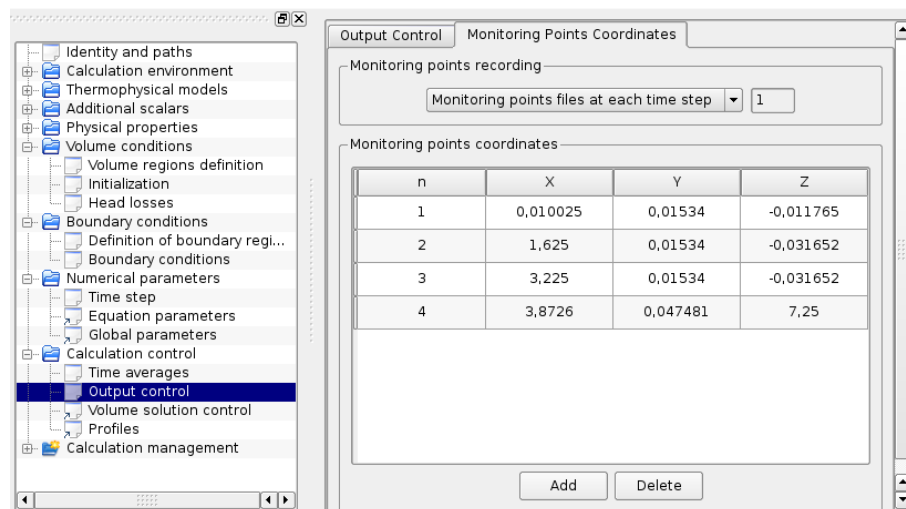 Identity and paths
Calculation environment
Thermophysical models
Additional scalars
Physical properties
Volume conditions
Volume regions definition
Initialization
Head losses
Boundary conditions
Definition of boundary regi...
Boundary conditions
Numerical parameters
Time step
Equation parameters
Global parameters
Calculation control
Time averages
Output control
Volume solution control
Profiles
Calculation management
Output Control Monitoring Points Coordinates
Monitoring points recording
Monitoring points files at each time step 1
Monitoring points coordinates
n X Y Z
1 0,010025 0,01534 -0,011765
2 1,625 0,01534 -0,031652
3 3,225 0,01534 -0,031652
4 3,8726 0,047481 7,25
Add Delete